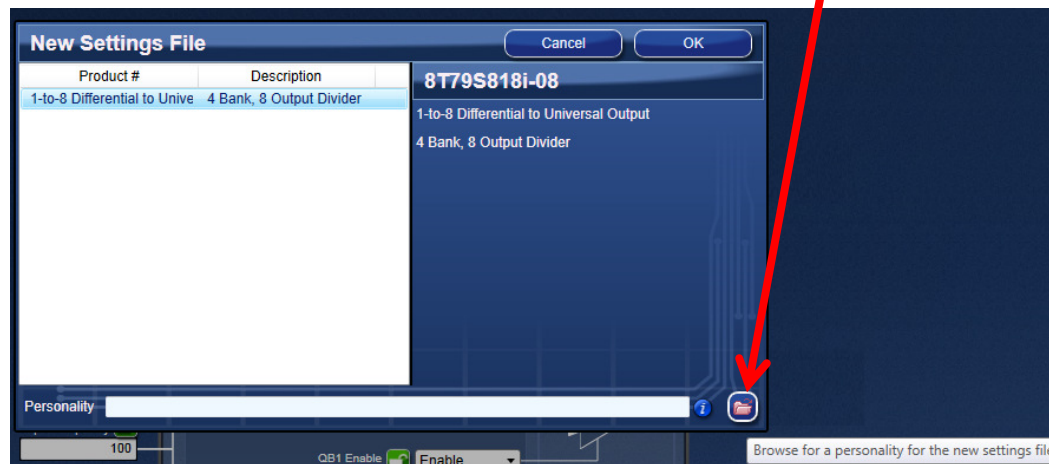 New Settings File
Cancel
OK
Product #
Description
1-to-8 Differential to Unive
4 Bank, 8 Output Divider
8T79S818i-08
1-to-8 Differential to Universal Output
4 Bank, 8 Output Divider
Personality
100
QB1 Enable
Enable
Browse for a personality for the new settings file